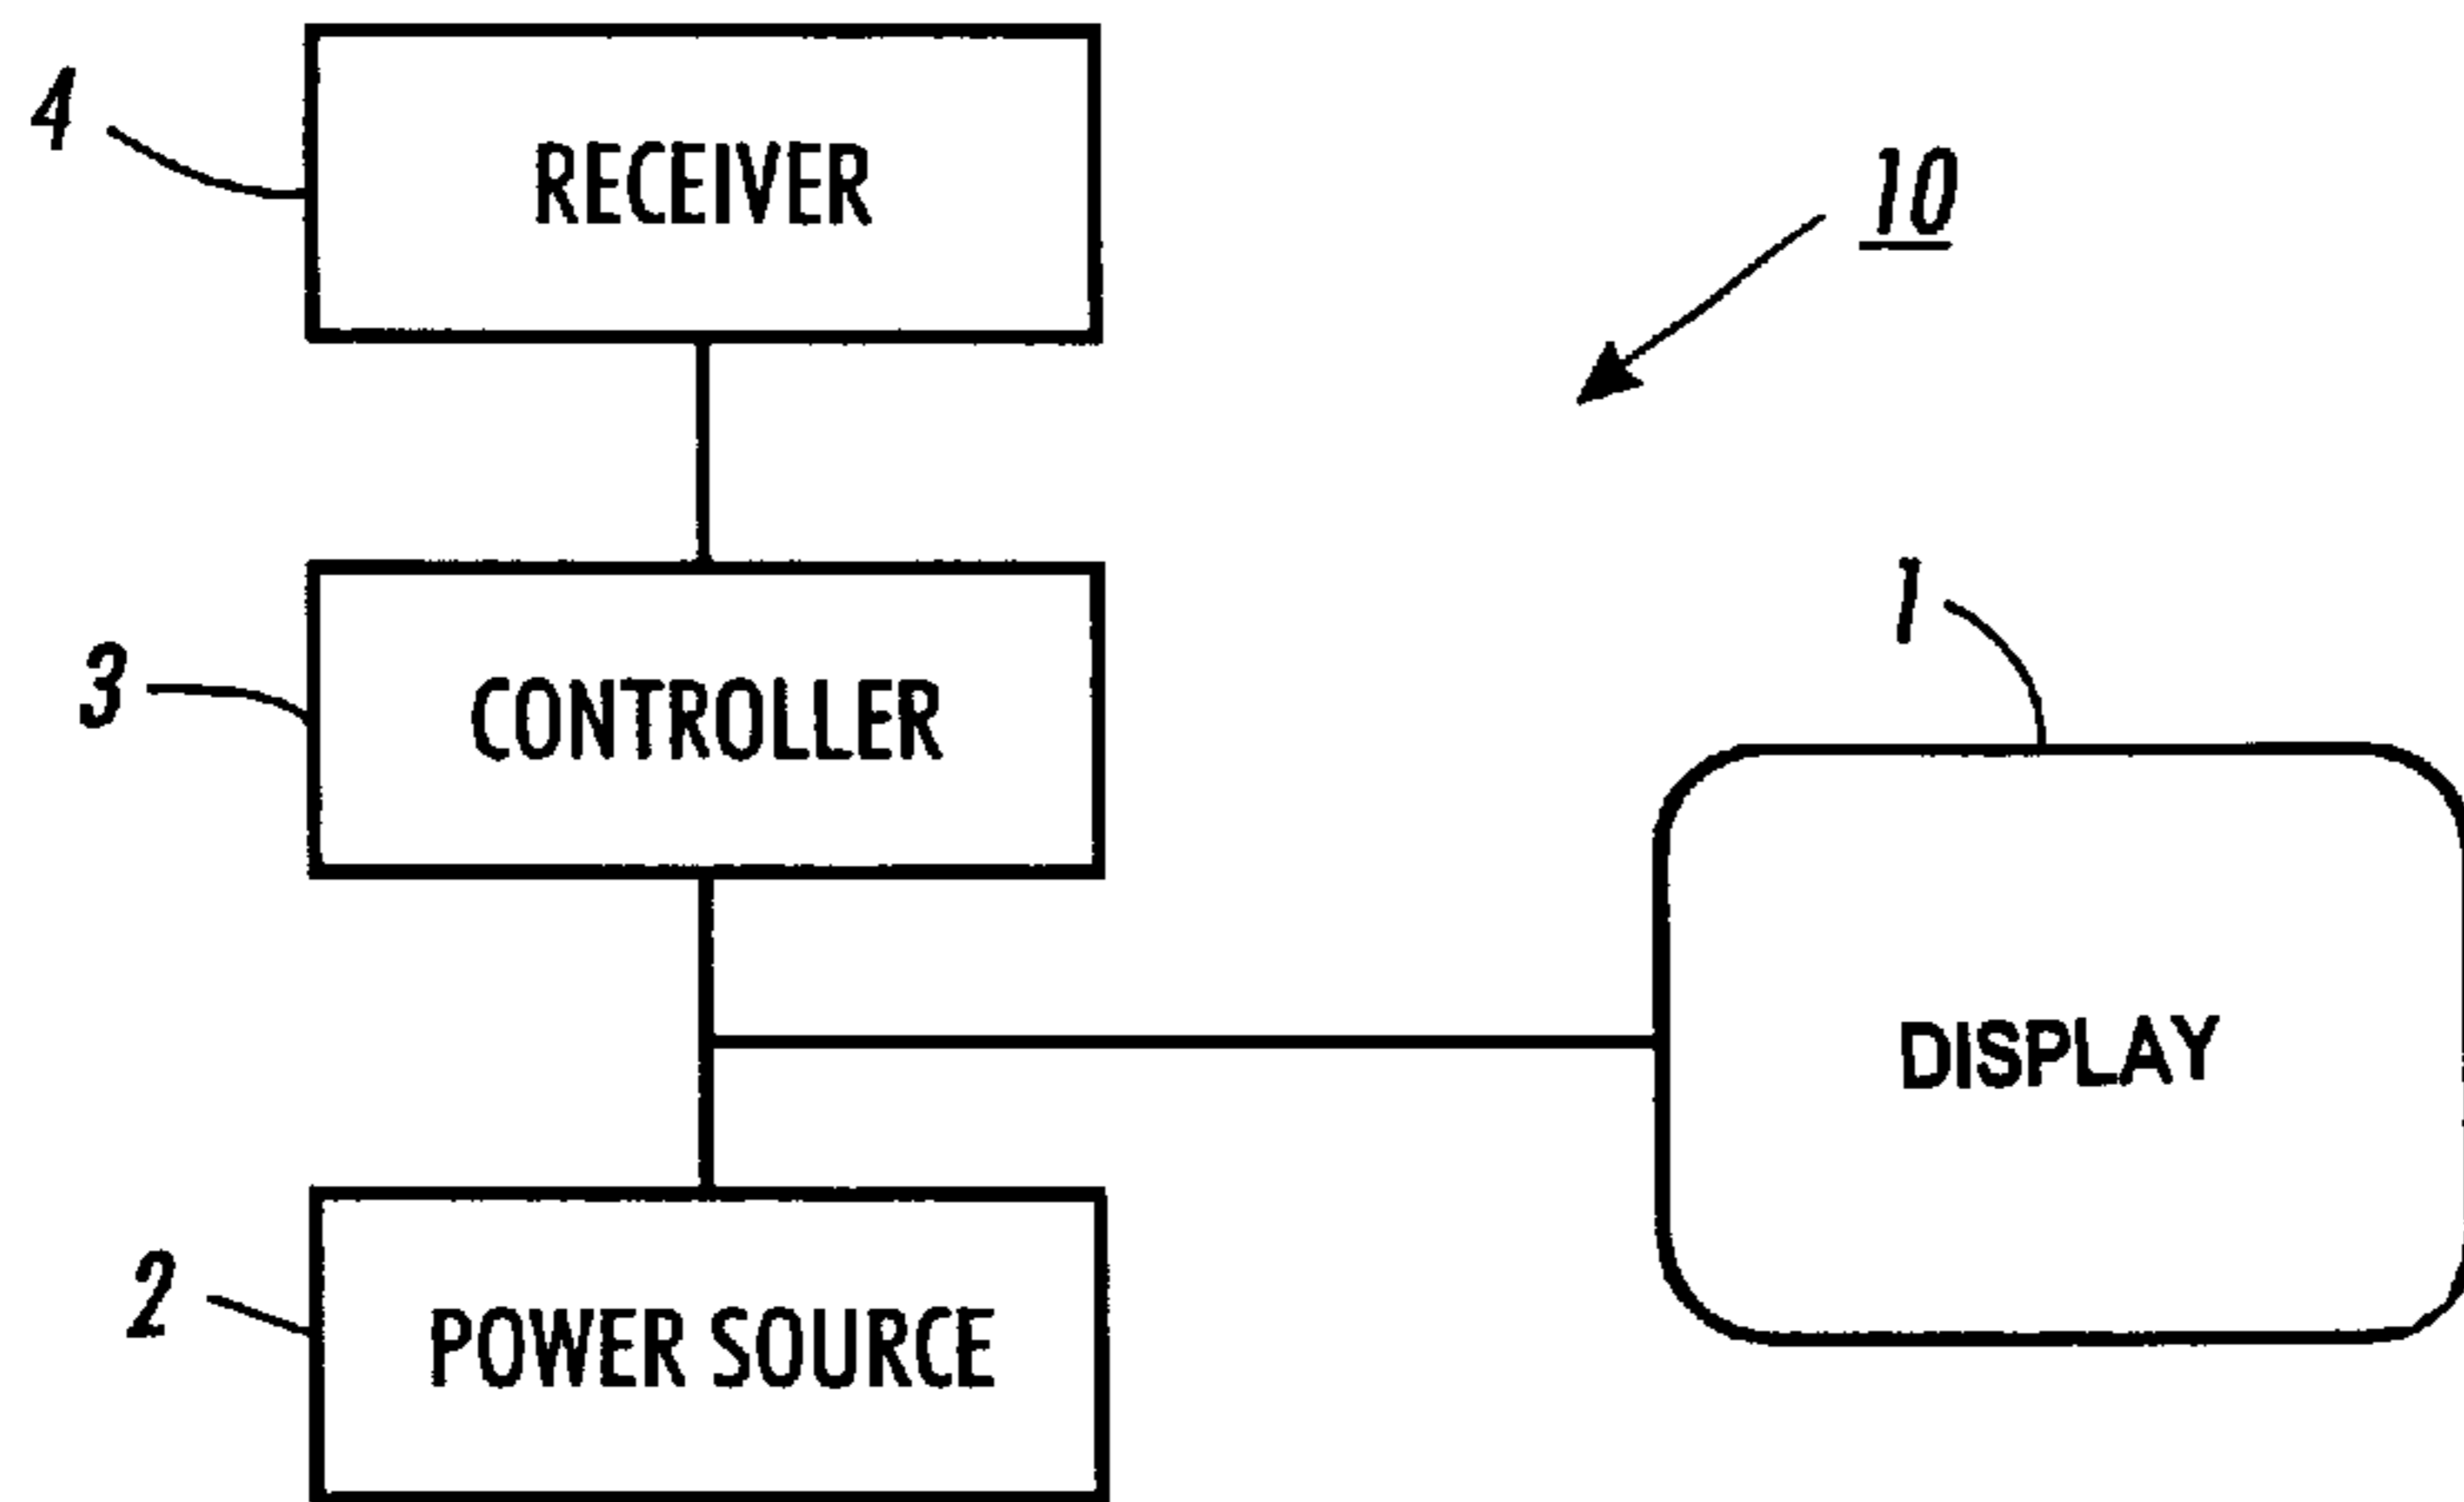 4
RECEIVER
10
3
CONTROLLER
1
DISPLAY
2
POWER SOURCE